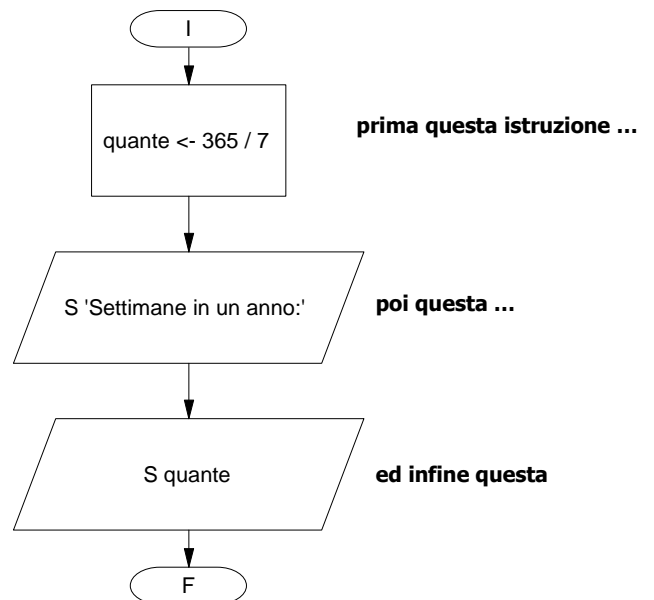 I
quante <- 365 / 7
prima questa istruzione ...
S 'Settimane in un anno:'
poi questa ...
S quante
ed infine questa
F